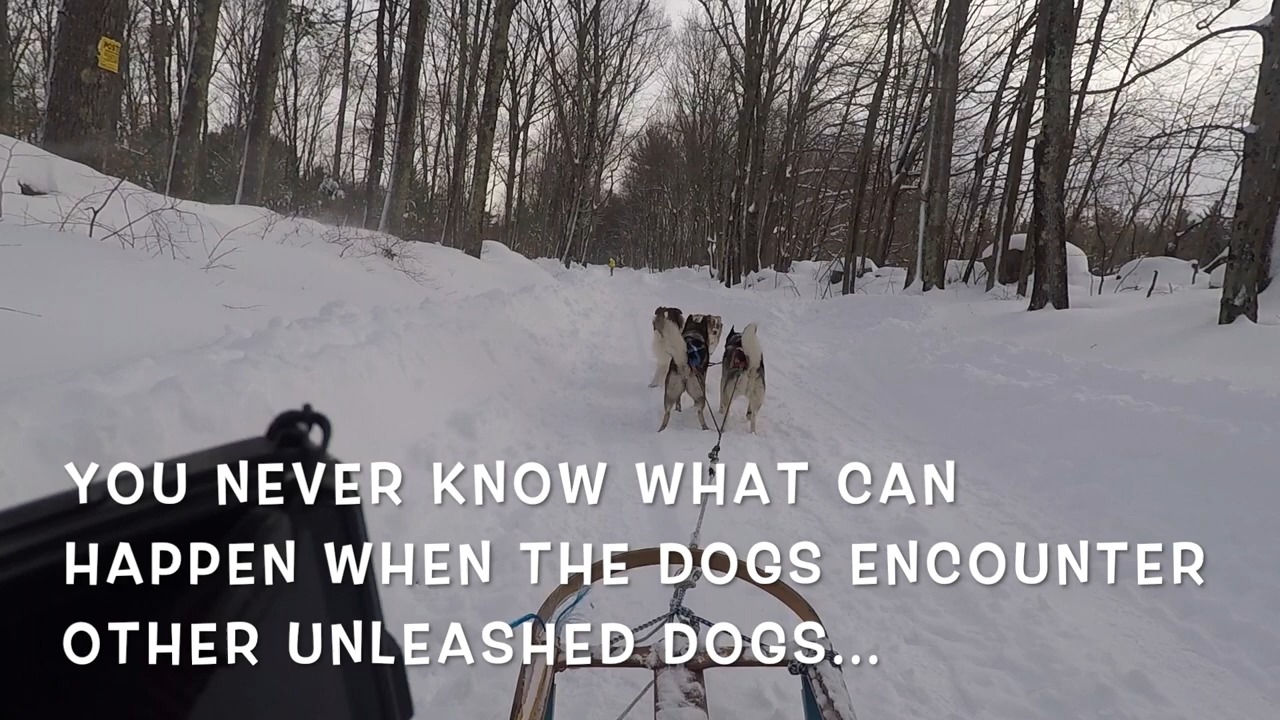 YOU NEVER KNOW WHAT CAN
HAPPEN WHEN THE DOGS ENCOUNTER
OTHER UNLEASHED DOGS...